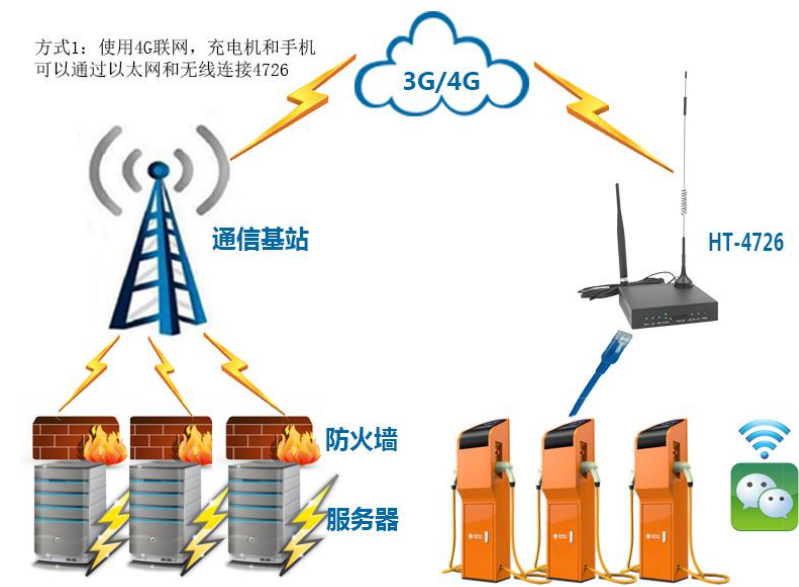 方式1：使用4G联网，充电机和手机
可以通过以太网和无线连接4726
3G/4G
通信基站
HT-4726
防火墙
服务器